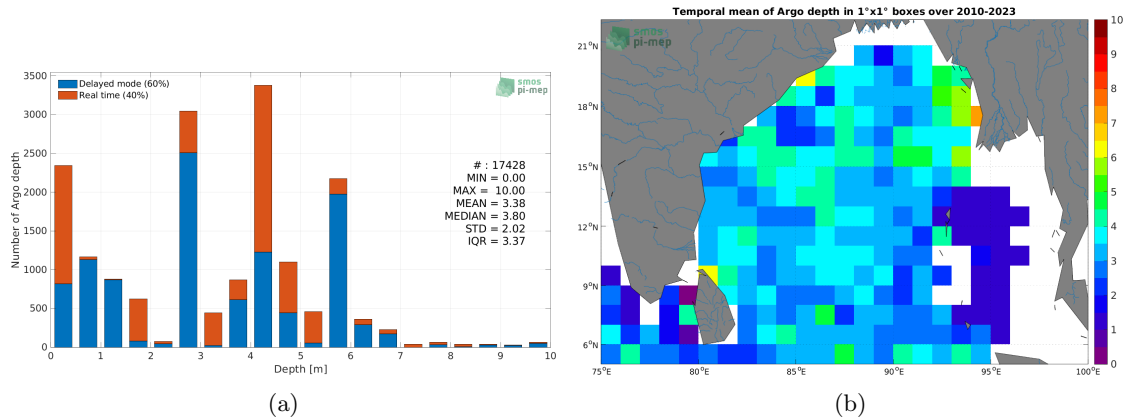 Number of Argo depth
3500
3000
2500
2000
1500
1000
500
0
Delayed mode (60%)
Real time (40%)
smos
pi-mep
# : 17428
MIN = 0.00
MAX = 10.00
MEAN = 3.38
MEDIAN = 3.80
STD = 2.02
IQR = 3.37
0 1 2 3 4 5 6 7 8 9 10
Depth [m]
(a)
Temporal mean of Argo depth in 1°x1° boxes over 2010-2023
smos
pi-mep
21°N
18°N
15°N
12°N
9°N
6°N
75°E 80°E 85°E 90°E 95°E 100°E
10
9
8
7
6
5
4
3
2
1
0
(b)